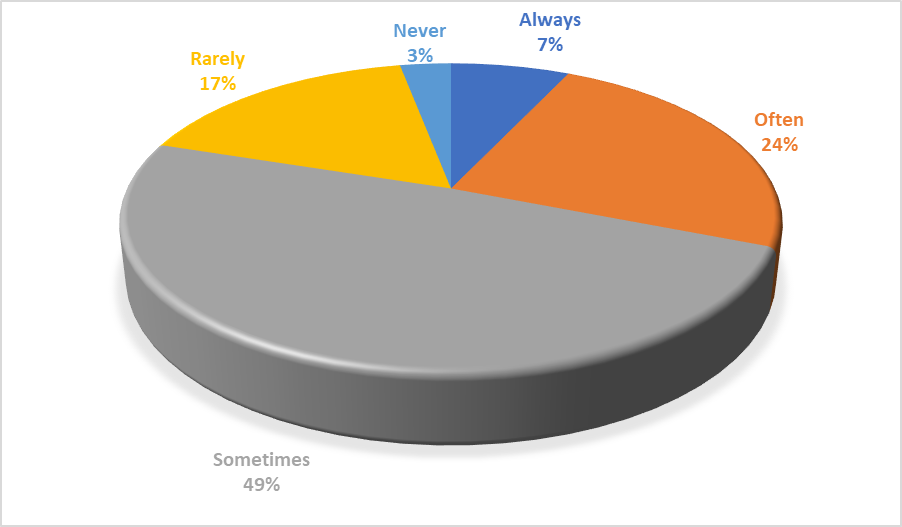 Always
7%
Often
24%
Sometimes
49%
Rarely
17%
Never
3%